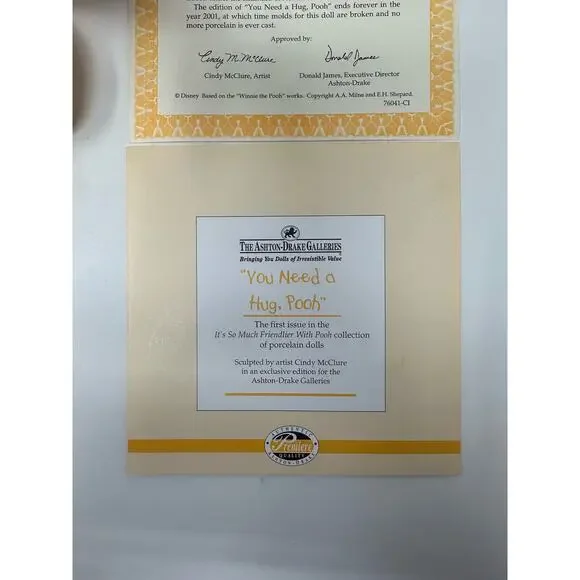 The edition of "You Need a Hug, Pooh" ends forever in the
year 2001, at which time molds for this doll are broken and no
more porcelain is cast.
Approved by:
Cindy M. McClure
Donald James
Cindy McClure, Artist
Donald James, Executive Director
Ashton-Drake
© Disney Based on the "Winnie the Pooh" works. Copyright A.A. Milne and E.H. Shepard.
76041-CI
THE ASHTON-DRAKE GALLERIES
Bringing You Dolls of Irresistible Value
"You Need a
Hug, Pooh"
The first issue in the
It's So Much Friendlier With Pooh collection
of porcelain dolls
Sculpted by artist Cindy McClure
in an exclusive edition for the
Ashton-Drake Galleries
AUTHENTIC
Premiere
QUALITY
ASHTON-DRAKE